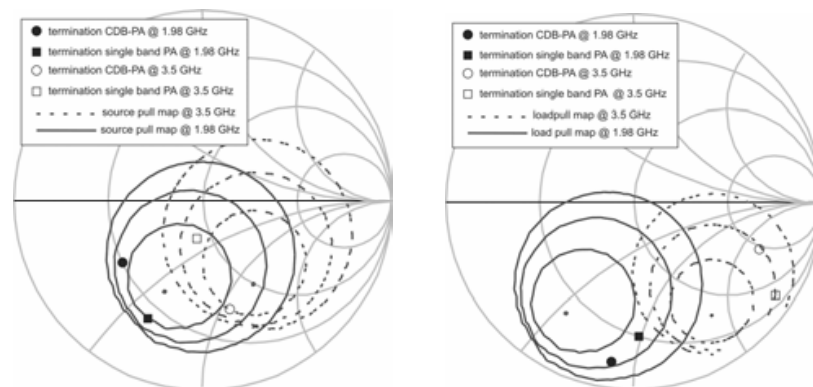 termination CDB-PA @ 1.98 GHz
termination single band PA @ 1.98 GHz
termination CDB-PA @ 3.5 GHz
termination single band PA @ 3.5 GHz
source pull map @ 3.5 GHz
source pull map @ 1.98 GHz
termination CDB-PA @ 1.98 GHz
termination single band PA @ 1.98 GHz
termination CDB-PA @ 3.5 GHz
termination single band PA @ 3.5 GHz
loadpull map @ 3.5 GHz
load pull map @ 1.98 GHz